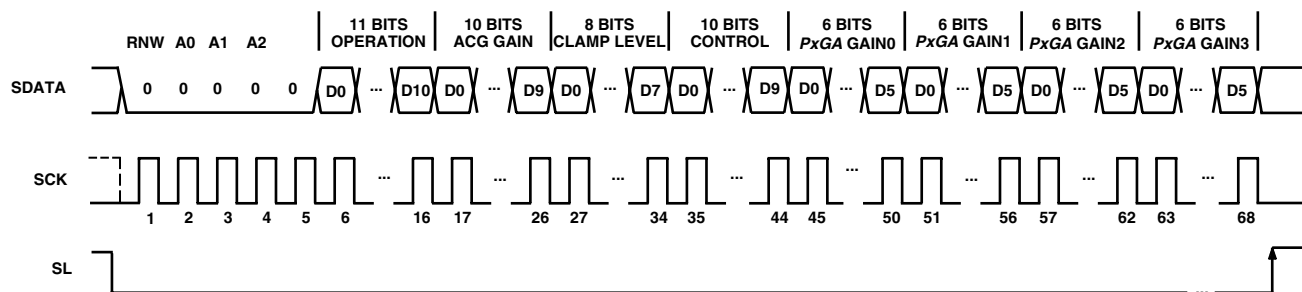 11 BITS OPERATION
10 BITS ACG GAIN
8 BITS CLAMP LEVEL
10 BITS CONTROL
6 BITS PxGA GAIN0
6 BITS PxGA GAIN1
6 BITS PxGA GAIN2
6 BITS PxGA GAIN3
RNW A0 A1 A2
SDATA 0 0 0 0 0 D0 ... D10 D0 ... D9 D0 ... D7 D0 ... D9 D0 ... D5 D0 ... D5 D0 ... D5 D0 ... D5
SCK ... ... ... ... ... ... ... ...
1 2 3 4 5 6 16 17 26 27 34 35 44 45 50 51 56 57 62 63 68
SL